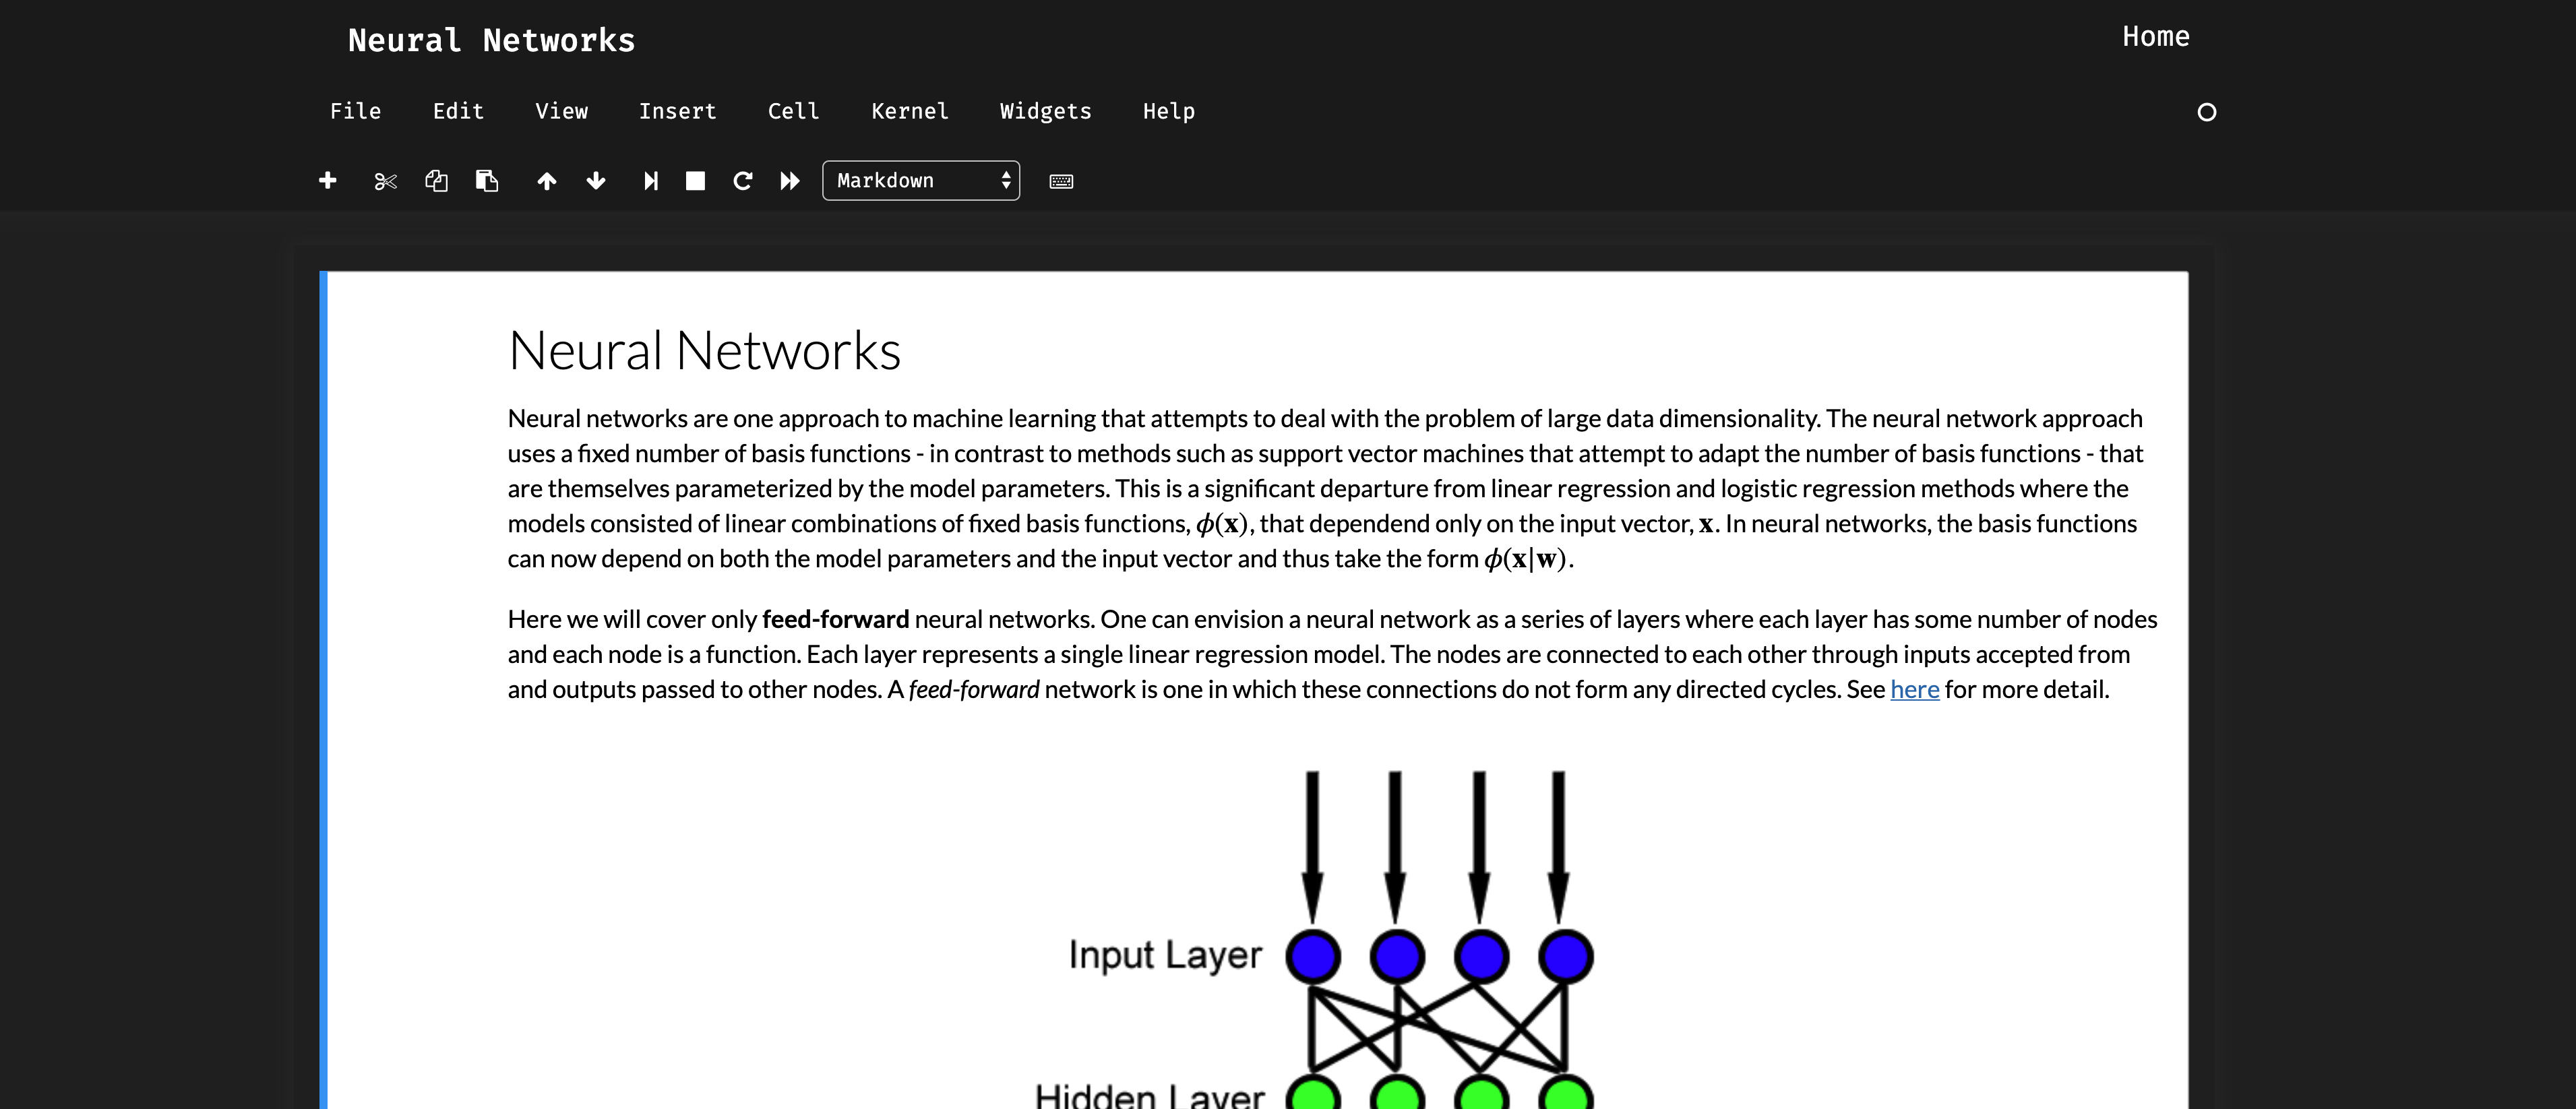 Neural Networks
Home
File Edit View Insert Cell Kernel Widgets Help
Markdown
Neural Networks
Neural networks are one approach to machine learning that attempts to deal with the problem of large data dimensionality. The neural network approach
uses a fixed number of basis functions - in contrast to methods such as support vector machines that attempt to adapt the number of basis functions - that
are themselves parameterized by the model parameters. This is a significant departure from linear regression and logistic regression methods where the
models consisted of linear combinations of fixed basis functions, ϕ(x), that dependend only on the input vector, x. In neural networks, the basis functions
can now depend on both the model parameters and the input vector and thus take the form ϕ(x|w).
Here we will cover only feed-forward neural networks. One can envision a neural network as a series of layers where each layer has some number of nodes
and each node is a function. Each layer represents a single linear regression model. The nodes are connected to each other through inputs accepted from
and outputs passed to other nodes. A feed-forward network is one in which these connections do not form any directed cycles. See here for more detail.
Input Layer
Hidden Layer